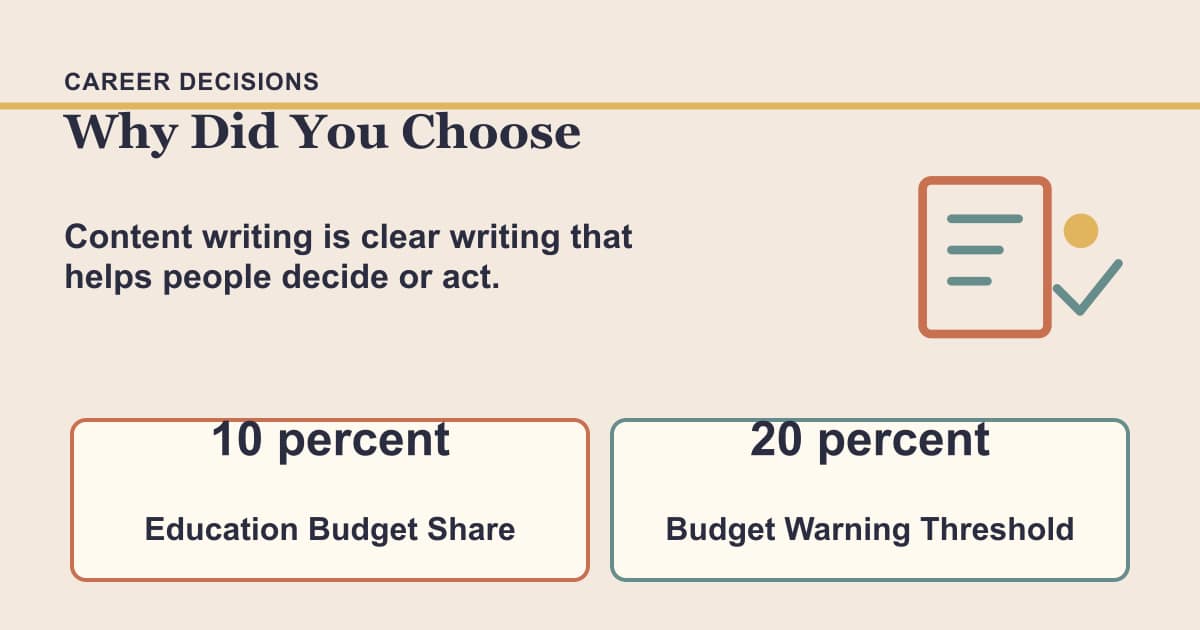 CAREER DECISIONS
Why Did You Choose
Content writing is clear writing that
helps people decide or act.
10 percent
Education Budget Share
20 percent
Budget Warning Threshold